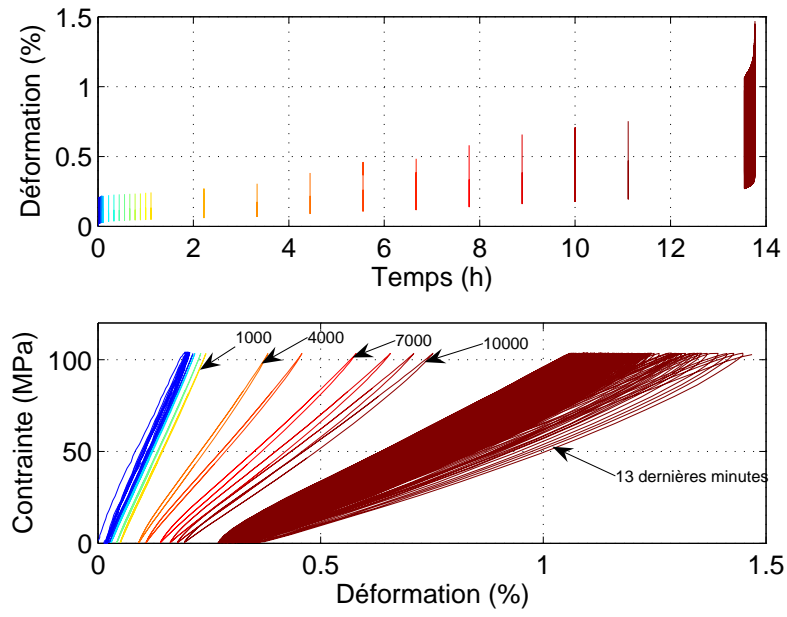 1.5
1
0.5
0
Déformation (%)
0 2 4 6 8 10 12 14
Temps (h)
1000 4000 7000 10000
100
50
0
Contrainte (MPa)
13 dernières minutes
0 0.5 1 1.5
Déformation (%)